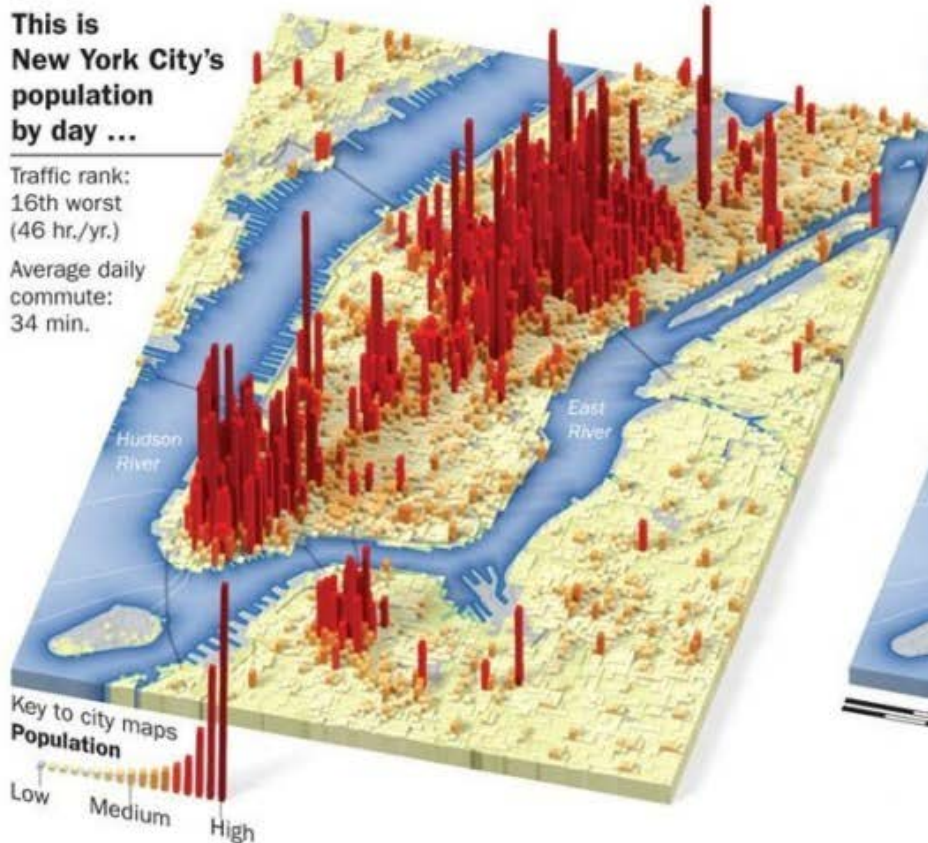 This is
New York City's
population
by day ...
Traffic rank:
16th worst
(46 hr./yr.)
Average daily
commute:
34 min.
Hudson
River
East
River
Key to city maps
Population
Low
Medium
High